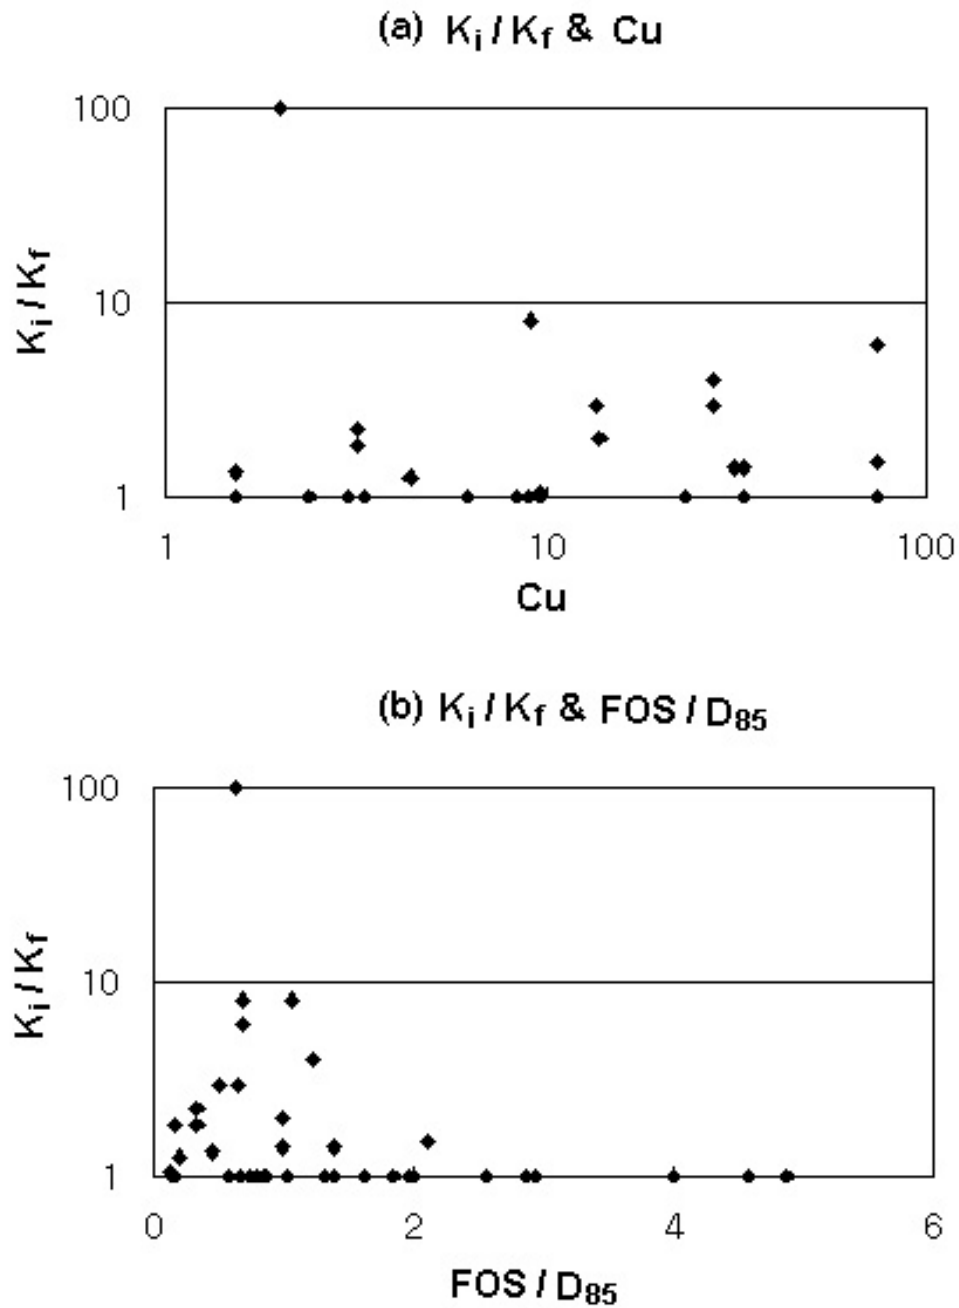 (a) Ki / Kf & Cu
100
10
1
Ki / Kf
1 10 100
Cu
(b) Ki / Kf & FOS / D85
100
10
1
Ki / Kf
0 2 4 6
FOS / D85